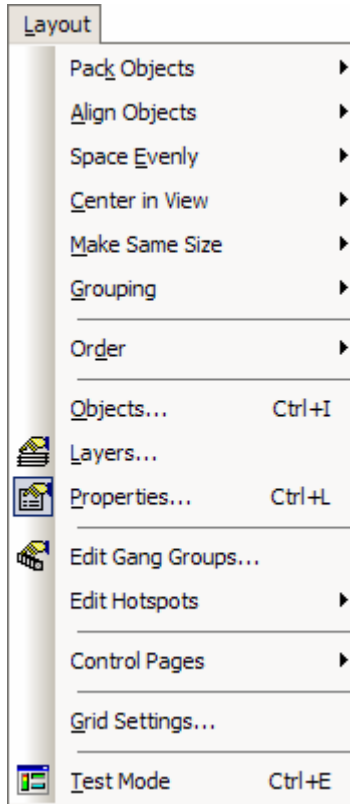 Layout
Pack Objects
Align Objects
Space Evenly
Center in View
Make Same Size
Grouping
Order
Objects... Ctrl+I
Layers...
Properties... Ctrl+L
Edit Gang Groups...
Edit Hotspots
Control Pages
Grid Settings...
Test Mode Ctrl+E